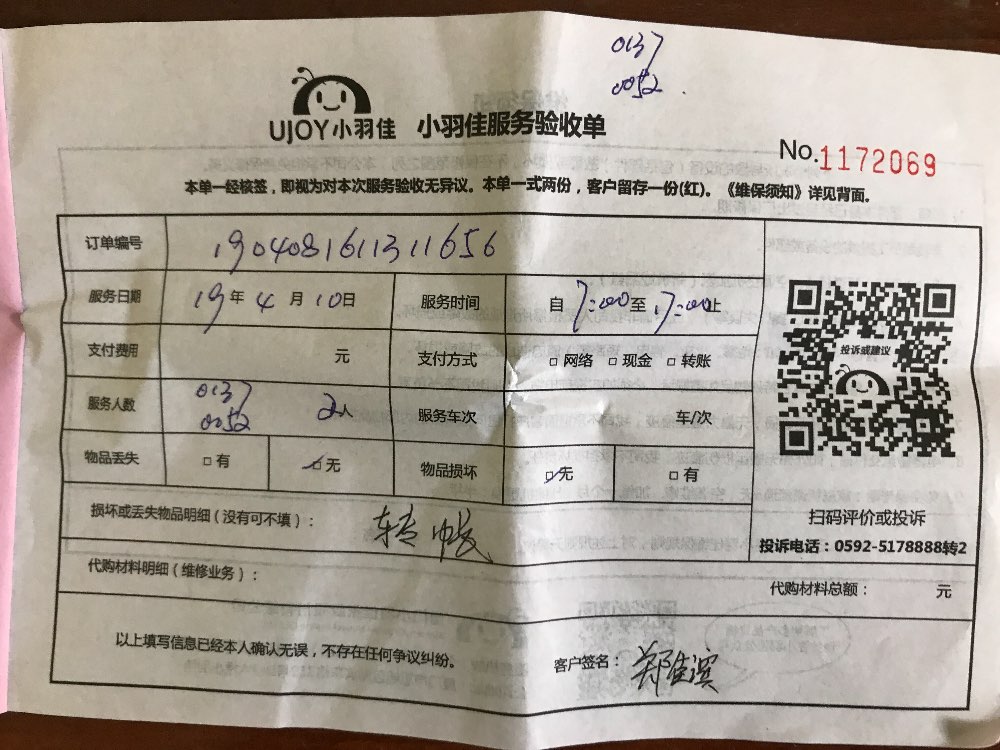 0137
0052
UJOY小羽佳 小羽佳服务验收单
No.1172069
本单一经核签，即视为对本次服务验收无异议。本单一式两份，客户留存一份(红)。《维保须知》详见背面。
订单编号 1904081611311656
服务日期 19年4月10日 服务时间 自7:00至17:00止
支付费用 元 支付方式 □网络 □现金 □转账
服务人数 0137 0052 2人 服务车次 车/次
物品丢失 □有 ☑无 物品损坏 ☑无 □有
投诉或建议
扫码评价或投诉
投诉电话：0592-5178888转2
损坏或丢失物品明细（没有可不填）： 转帐
代购材料明细（维修业务）： 代购材料总额： 元
以上填写信息已经本人确认无误，不存在任何争议纠纷。 客户签名：郑佳滨